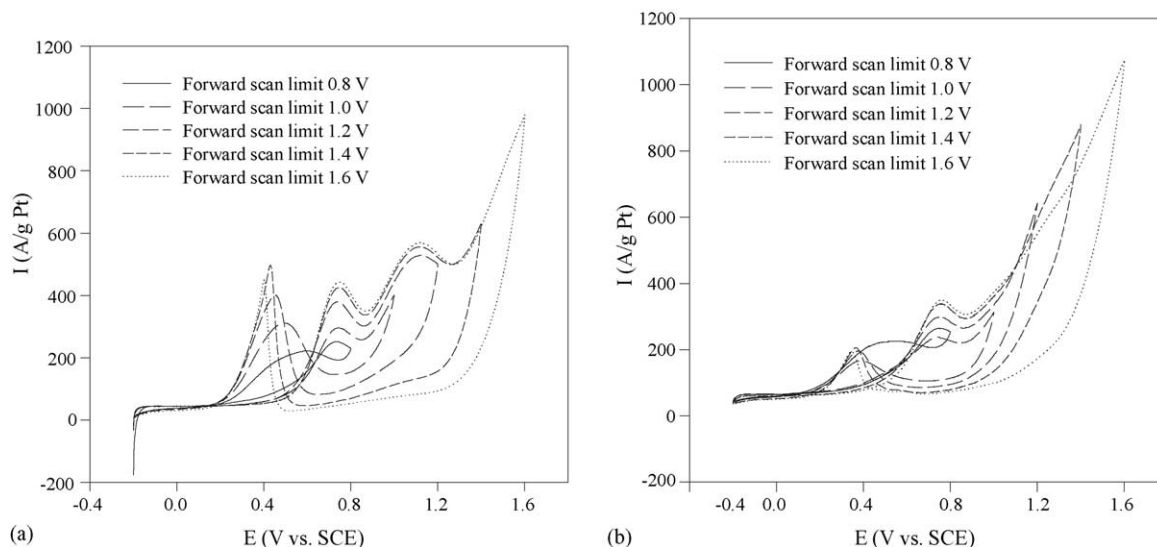 1200
1000
800
600
400
200
0
-200
I (A/g Pt)
Forward scan limit 0.8 V
Forward scan limit 1.0 V
Forward scan limit 1.2 V
Forward scan limit 1.4 V
Forward scan limit 1.6 V
-0.4 0.0 0.4 0.8 1.2 1.6
(a)
E (V vs. SCE)
1200
1000
800
600
400
200
0
-200
I (A/g Pt)
Forward scan limit 0.8 V
Forward scan limit 1.0 V
Forward scan limit 1.2 V
Forward scan limit 1.4 V
Forward scan limit 1.6 V
-0.4 0.0 0.4 0.8 1.2 1.6
(b)
E (V vs. SCE)